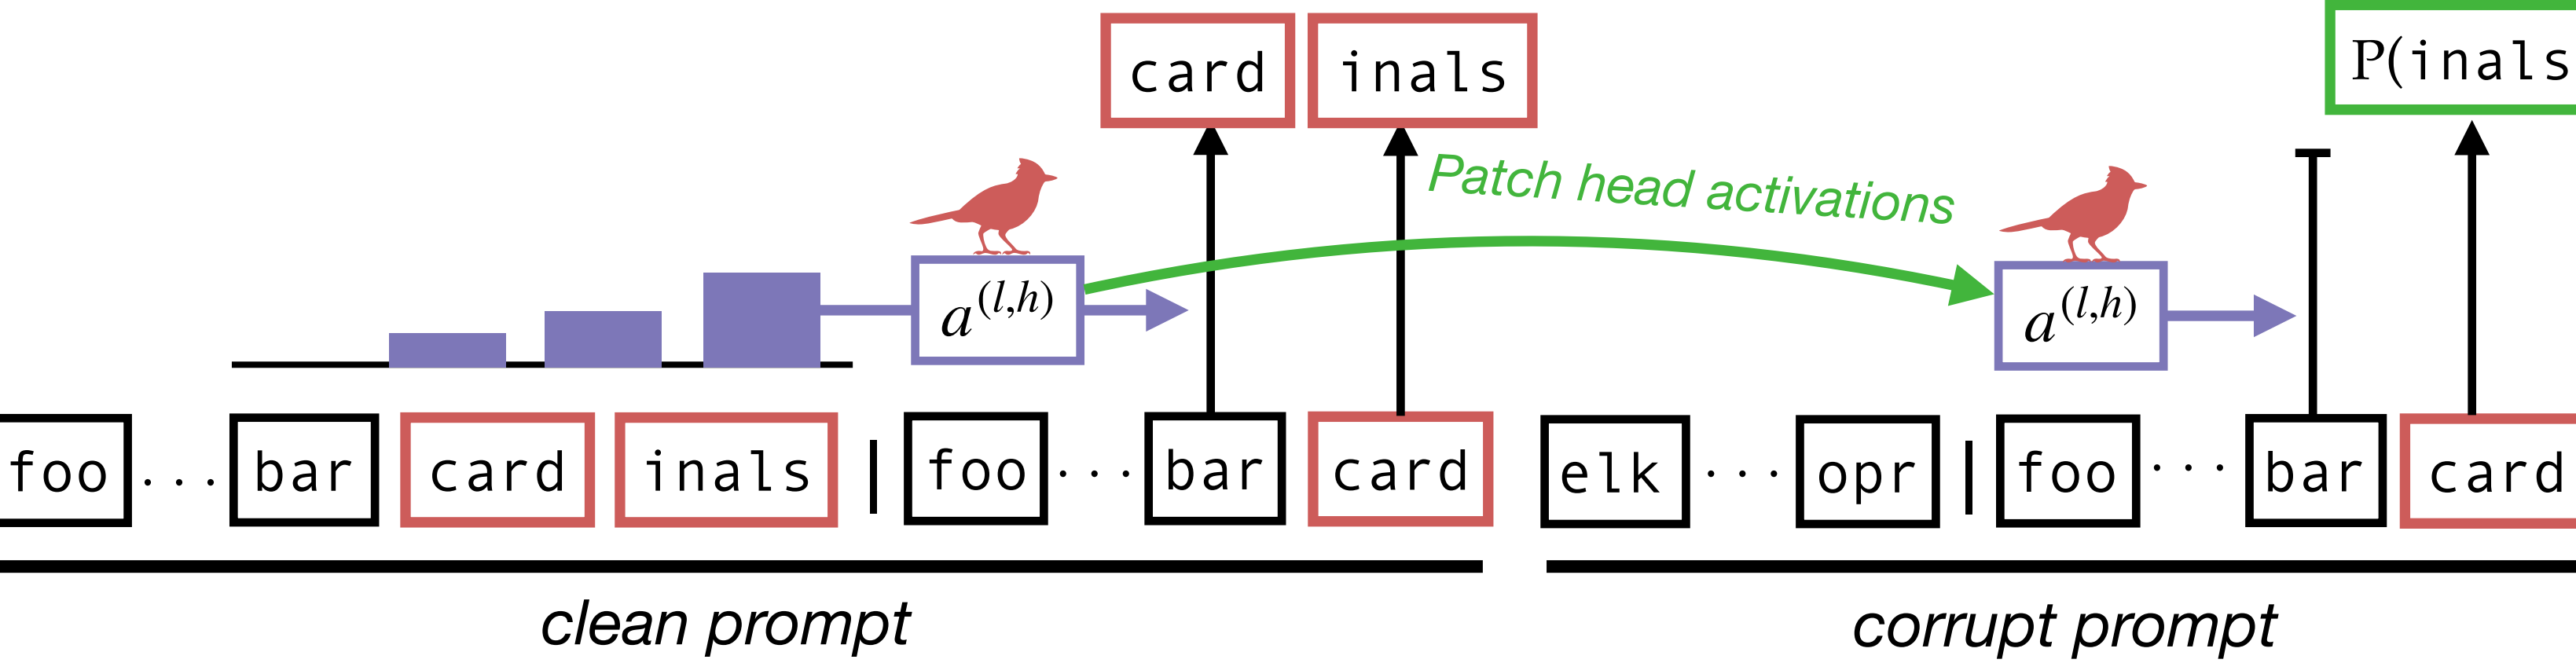 card inals P(inals
Patch head activations
a^(l,h) a^(l,h)
foo ... bar card inals | foo ... bar card elk ... opr | foo ... bar card
clean prompt corrupt prompt